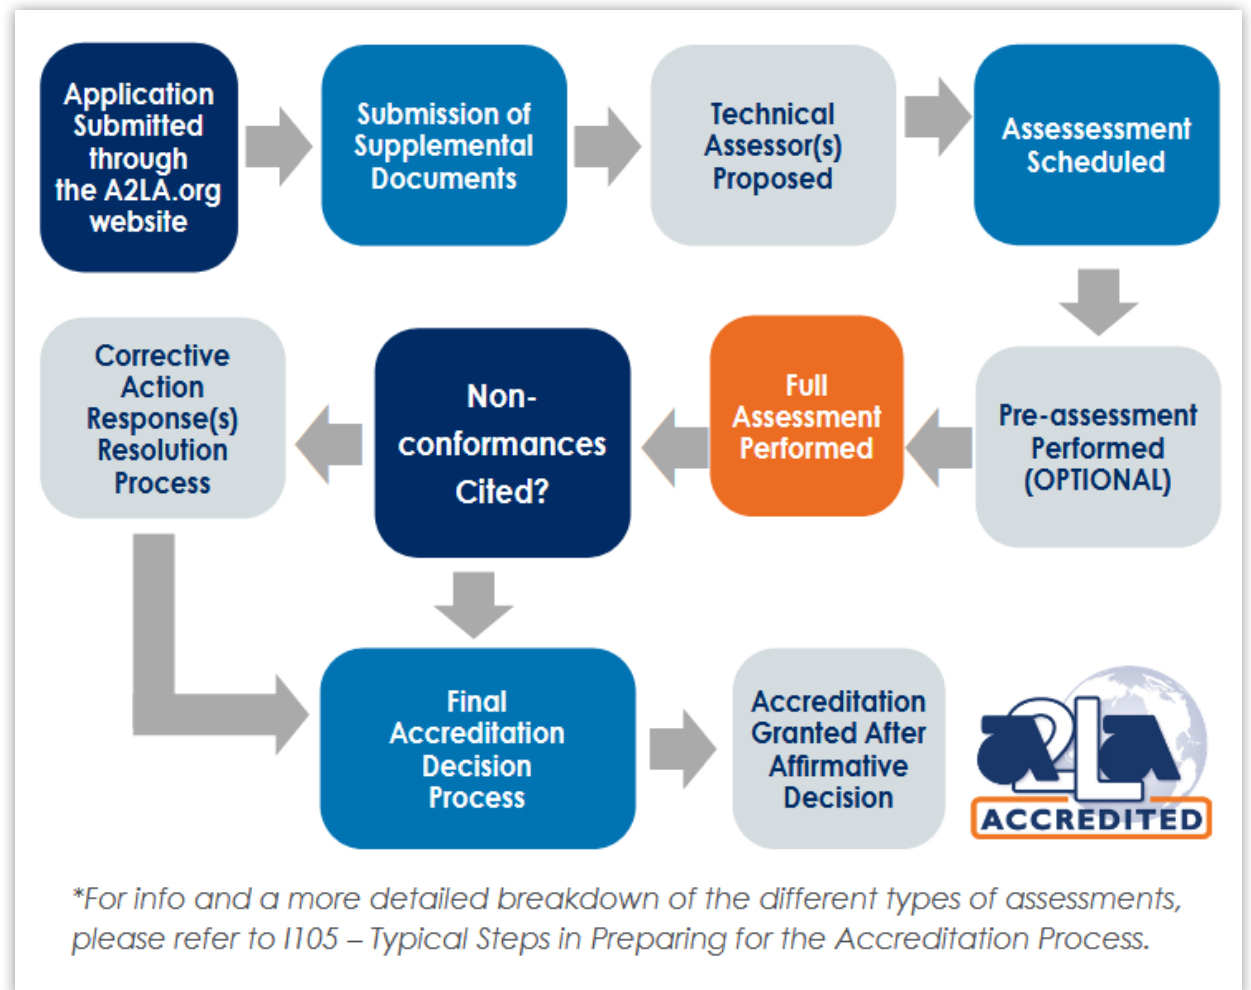 Application
Submitted
through
the A2LA.org
website
Submission of
Supplemental
Documents
Technical
Assessor(s)
Proposed
Assessessment
Scheduled
Corrective
Action
Response(s)
Resolution
Process
Non-
conformances
Cited?
Full
Assessment
Performed
Pre-assessment
Performed
(OPTIONAL)
Final
Accreditation
Decision
Process
Accreditation
Granted After
Affirmative
Decision
a2La
ACCREDITED
*For info and a more detailed breakdown of the different types of assessments,
please refer to I105 – Typical Steps in Preparing for the Accreditation Process.